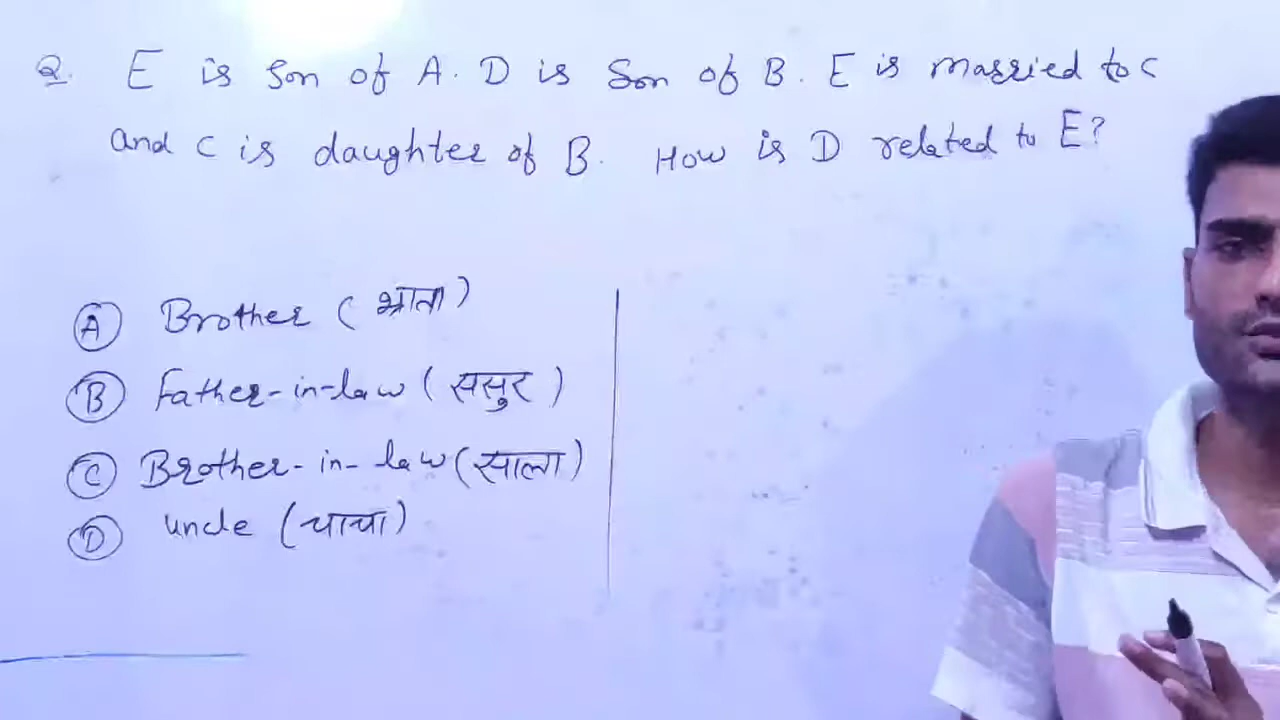 Q. E is son of A. D is son of B. E is married to C
and C is daughter of B. How is D related to E?
(A) Brother (भ्राता)
(B) Father-in-law (ससुर)
(C) Brother-in-law (साला)
(D) uncle (चाचा)